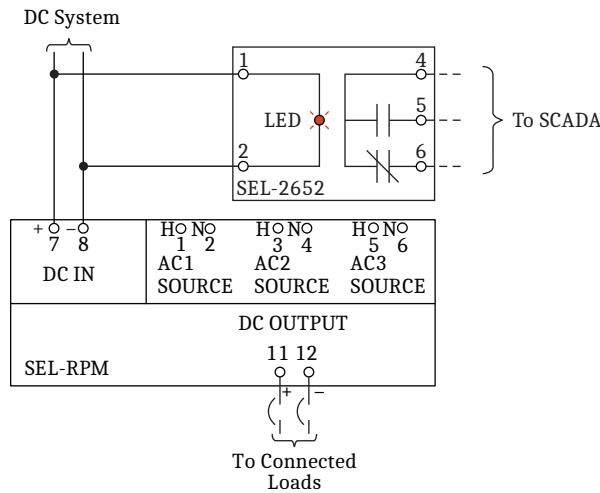 DC System
1
4
LED
5
To SCADA
2
6
SEL-2652
+ 7
– 8
H N
1 2
H N
3 4
H N
5 6
DC IN
AC1
SOURCE
AC2
SOURCE
AC3
SOURCE
DC OUTPUT
11 12
SEL-RPM
+ –
To Connected
Loads